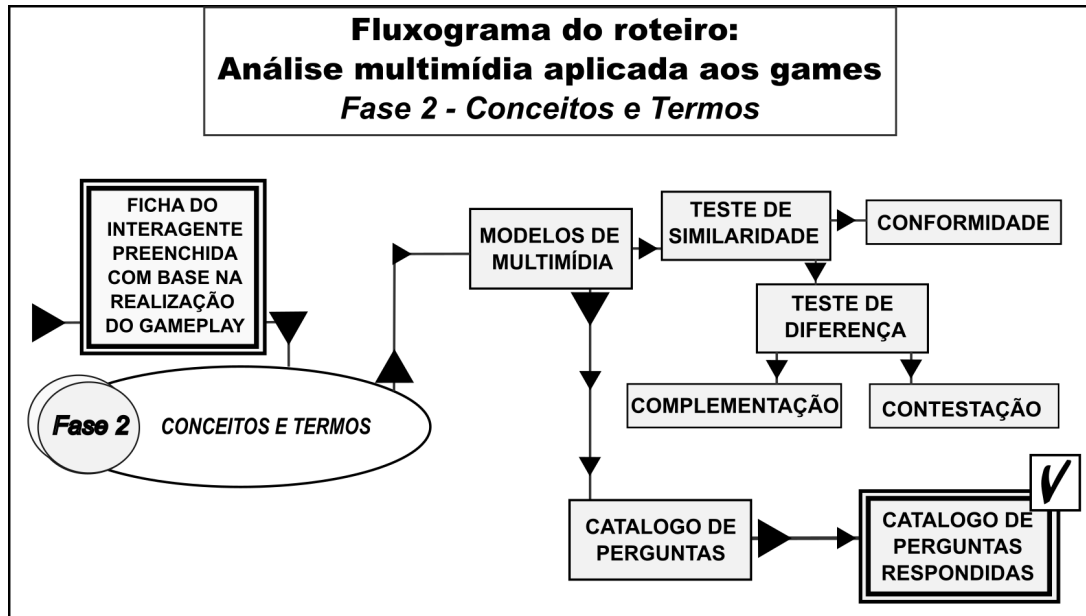 Fluxograma do roteiro:
Análise multimídia aplicada aos games
Fase 2 - Conceitos e Termos
FICHA DO
INTERAGENTE
PREENCHIDA
COM BASE NA
REALIZAÇÃO
DO GAMEPLAY
Fase 2
CONCEITOS E TERMOS
MODELOS DE
MULTIMÍDIA
TESTE DE
SIMILARIDADE
CONFORMIDADE
TESTE DE
DIFERENÇA
COMPLEMENTAÇÃO
CONTESTAÇÃO
CATALOGO DE
PERGUNTAS
CATALOGO DE
PERGUNTAS
RESPONDIDAS